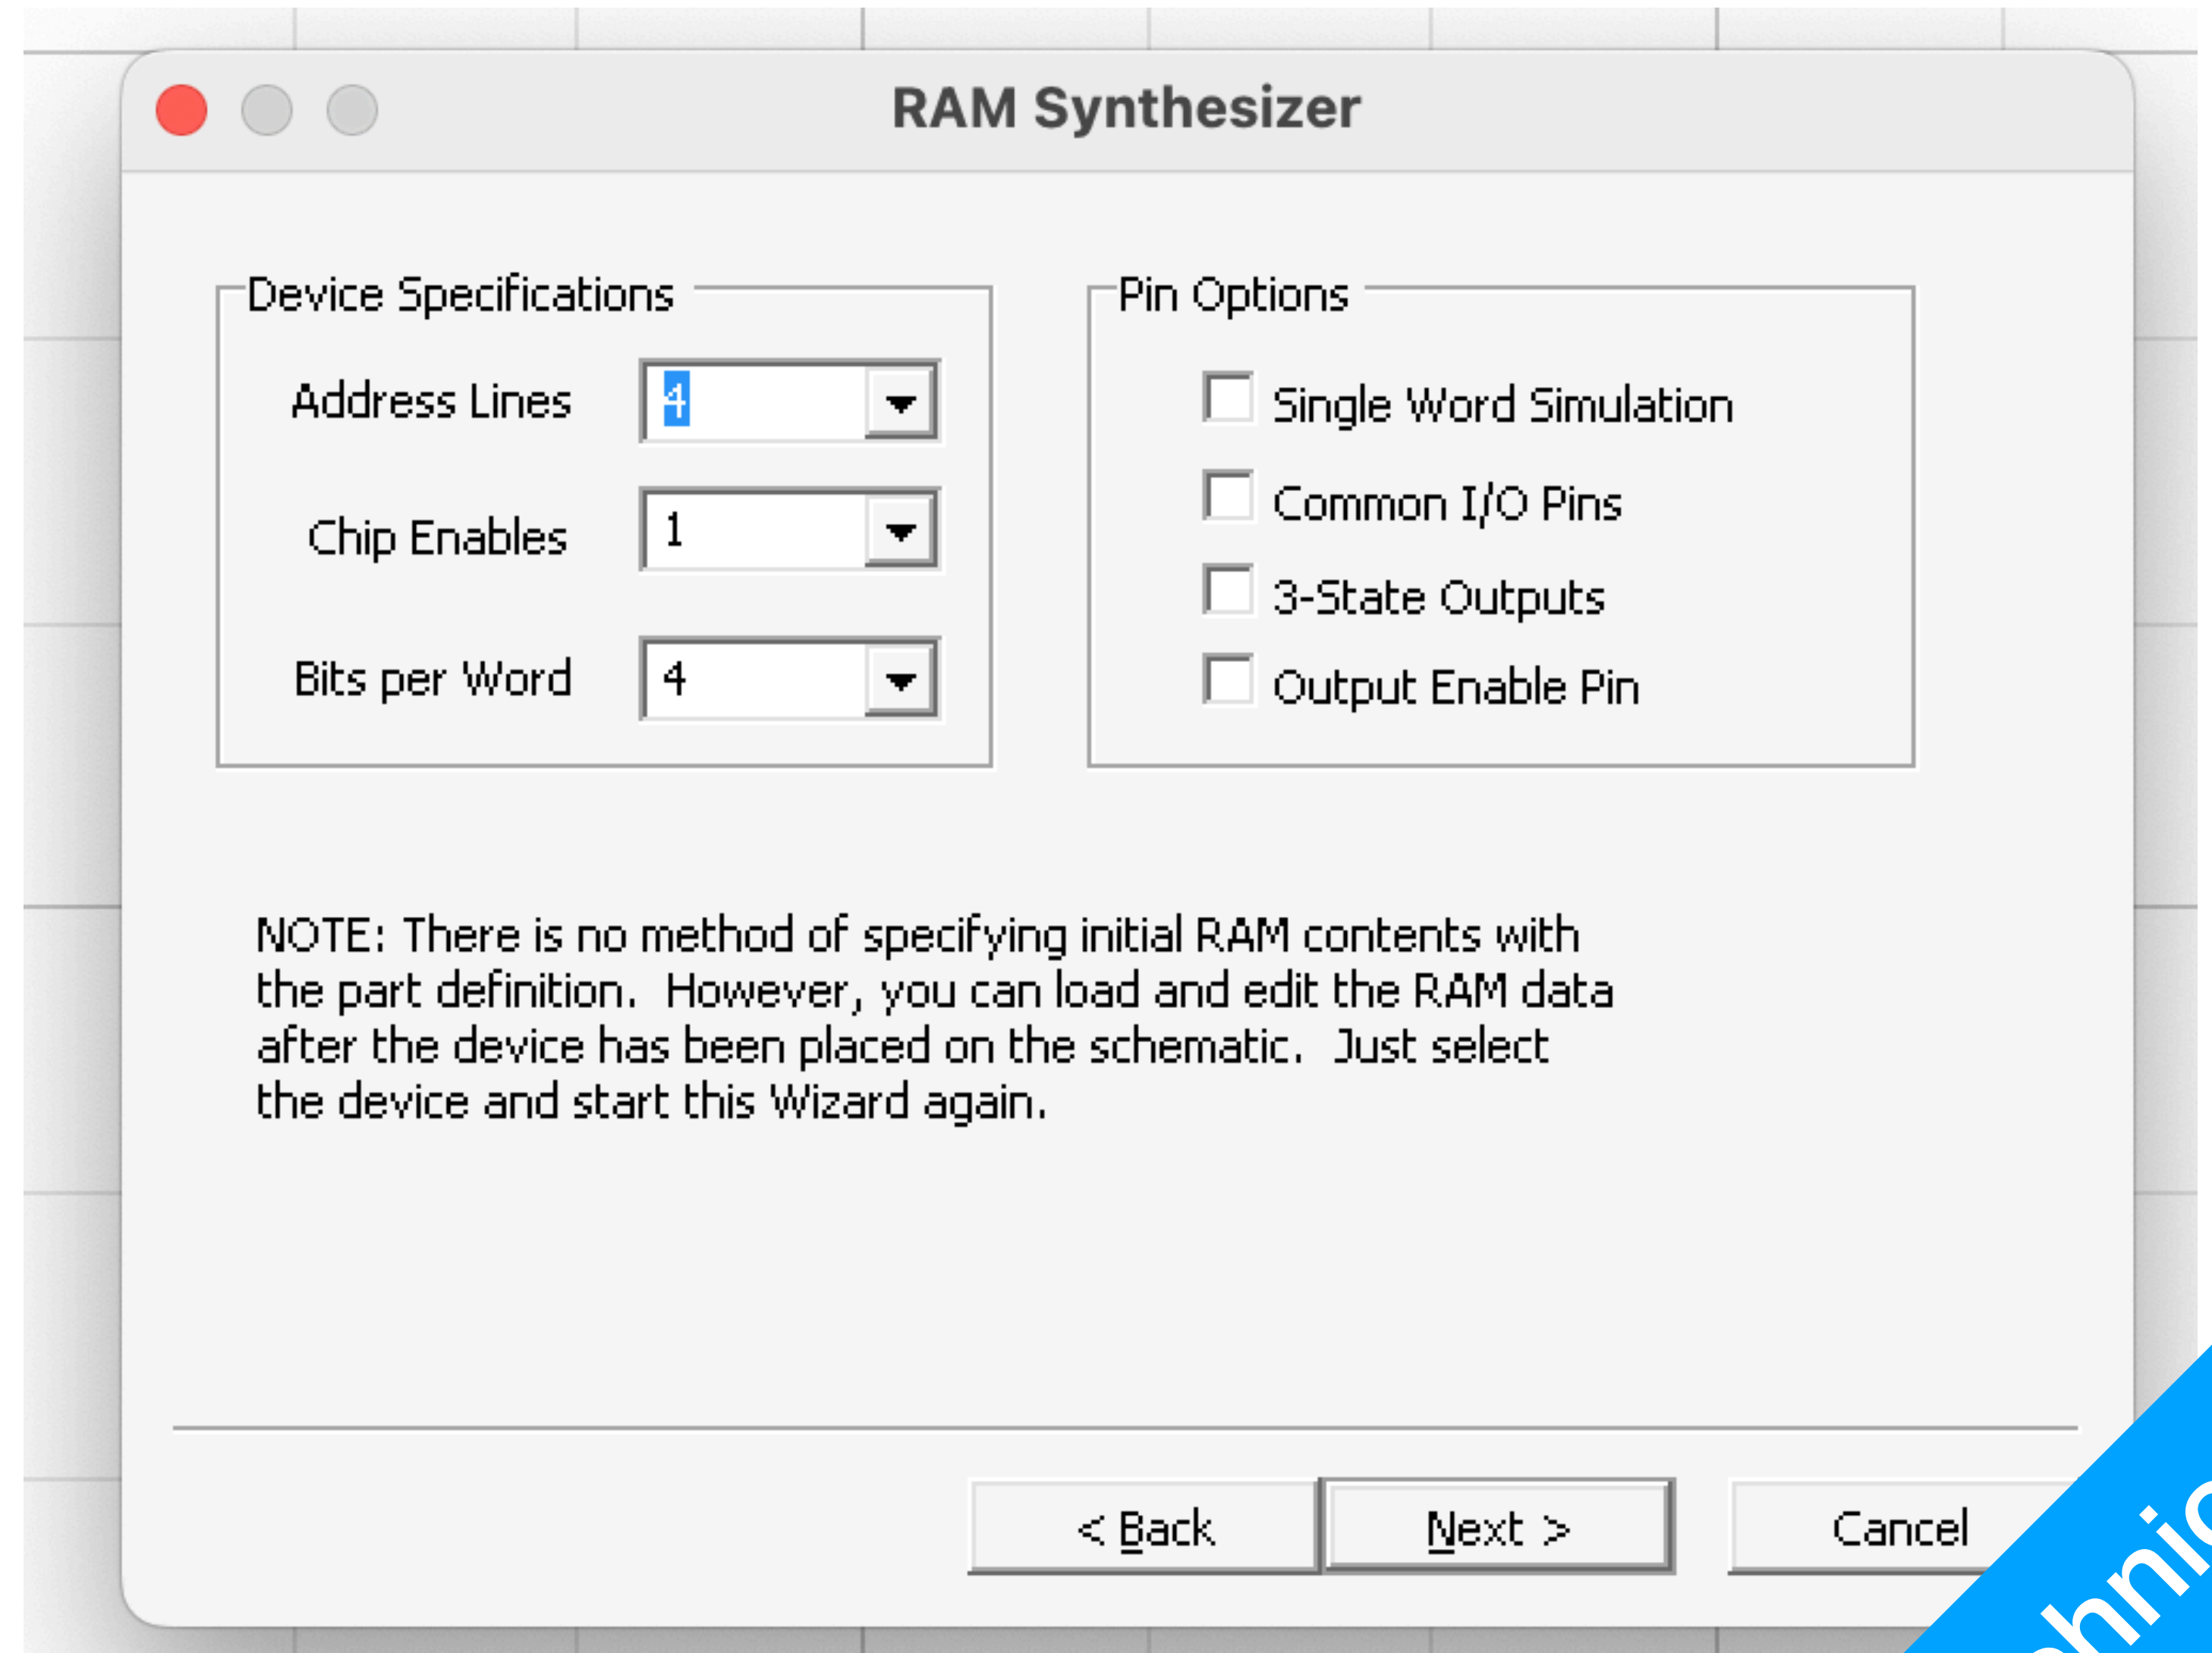 RAM Synthesizer
Device Specifications
Address Lines 4
Chip Enables 1
Bits per Word 4
Pin Options
Single Word Simulation
Common I/O Pins
3-State Outputs
Output Enable Pin
NOTE: There is no method of specifying initial RAM contents with
the part definition. However, you can load and edit the RAM data
after the device has been placed on the schematic. Just select
the device and start this Wizard again.
< Back
Next >
Cancel